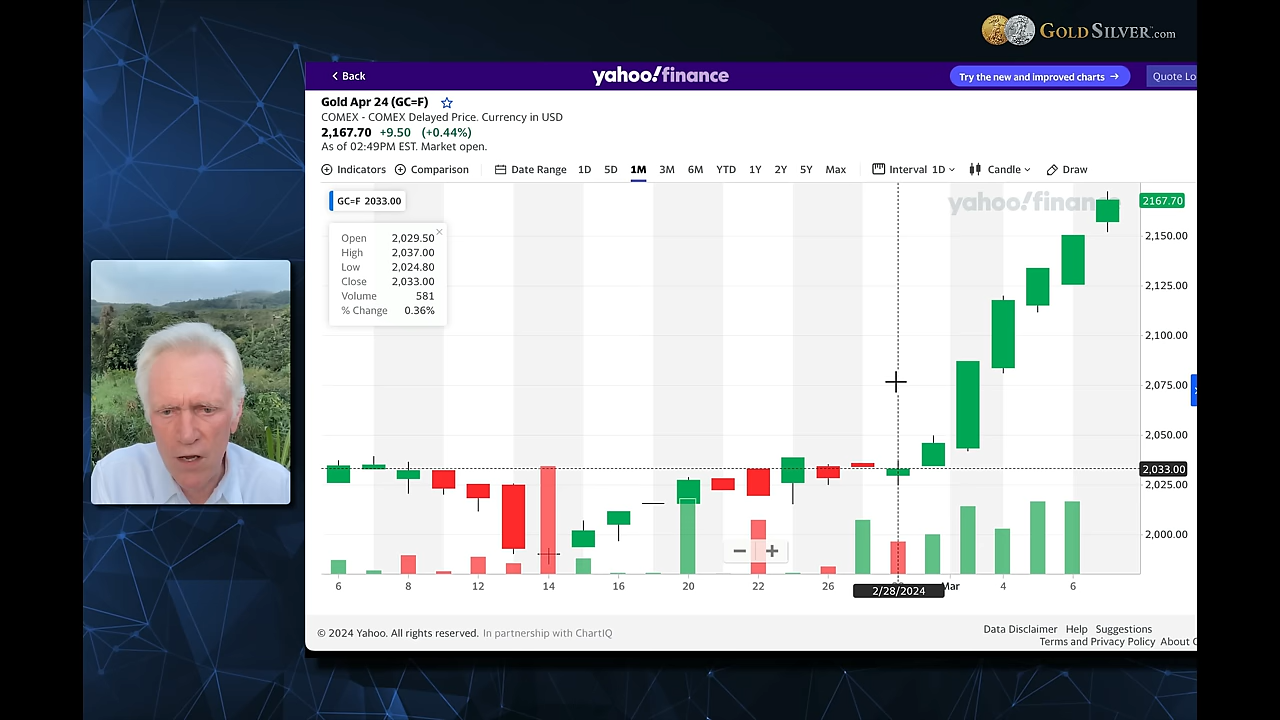 GOLDSILVER.com
Back
yahoo!finance
Try the new and improved charts →
Quote Lo
Gold Apr 24 (GC=F)
COMEX - COMEX Delayed Price. Currency in USD
2,167.70 +9.50 (+0.44%)
As of 02:49PM EST. Market open.
Indicators Comparison Date Range 1D 5D 1M 3M 6M YTD 1Y 2Y 5Y Max Interval 1D Candle Draw
GC=F 2033.00
yahoo!finan
2167.70
Open 2,029.50
High 2,037.00
Low 2,024.80
Close 2,033.00
Volume 581
% Change 0.36%
2,150.00
2,125.00
2,100.00
2,075.00
2,050.00
2,033.00
2,025.00
2,000.00
6 8 12 14 16 20 22 26 Mar 4 6
2/28/2024
© 2024 Yahoo. All rights reserved. In partnership with ChartIQ
Data Disclaimer Help Suggestions
Terms and Privacy Policy About